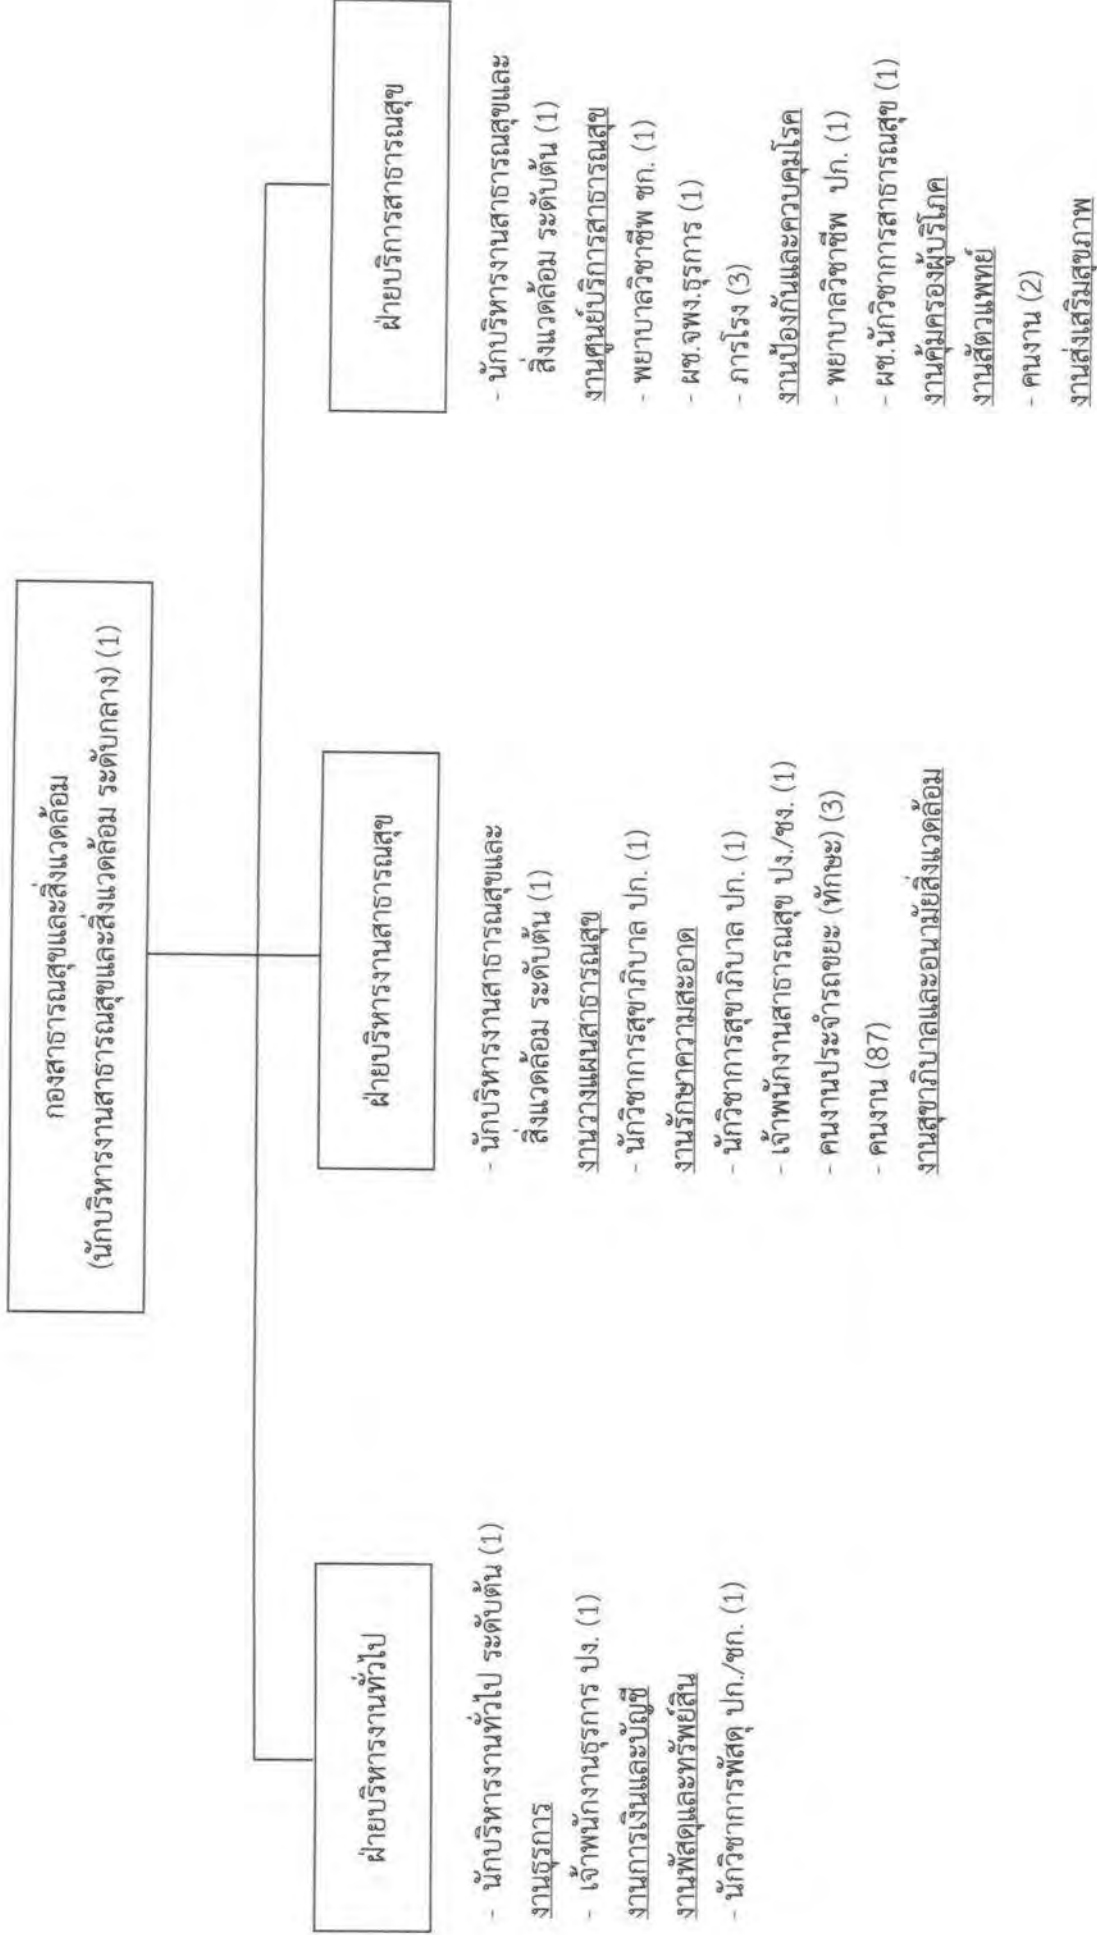 กองสาธารณสุขและสิ่งแวดล้อม
(นักบริหารงานสาธารณสุขและสิ่งแวดล้อม ระดับกลาง) (1)
ฝ่ายบริหารงานทั่วไป
- นักบริหารงานทั่วไป ระดับต้น (1)
งานธุรการ
- เจ้าพนักงานธุรการ ปง. (1)
งานการเงินและบัญชี
งานพัสดุและทรัพย์สิน
- นักวิชาการพัสดุ ปก./ชก. (1)
ฝ่ายบริหารงานสาธารณสุข
- นักบริหารงานสาธารณสุขและ
สิ่งแวดล้อม ระดับต้น (1)
งานวางแผนสาธารณสุข
- นักวิชาการสุขาภิบาล ปก. (1)
งานรักษาความสะอาด
- นักวิชาการสุขาภิบาล ปก. (1)
- เจ้าพนักงานสาธารณสุข ปง./ชง. (1)
- คนงานประจำรถขยะ (ทักษะ) (3)
- คนงาน (87)
งานสุขาภิบาลและอนามัยสิ่งแวดล้อม
ฝ่ายบริการสาธารณสุข
- นักบริหารงานสาธารณสุขและ
สิ่งแวดล้อม ระดับต้น (1)
งานศูนย์บริการสาธารณสุข
- พยาบาลวิชาชีพ ชก. (1)
- ผช.จพง.ธุรการ (1)
- ภารโรง (3)
งานป้องกันและควบคุมโรค
- พยาบาลวิชาชีพ ปก. (1)
- ผช.นักวิชาการสาธารณสุข (1)
งานคุ้มครองผู้บริโภค
งานสัตวแพทย์
- คนงาน (2)
งานส่งเสริมสุขภาพ